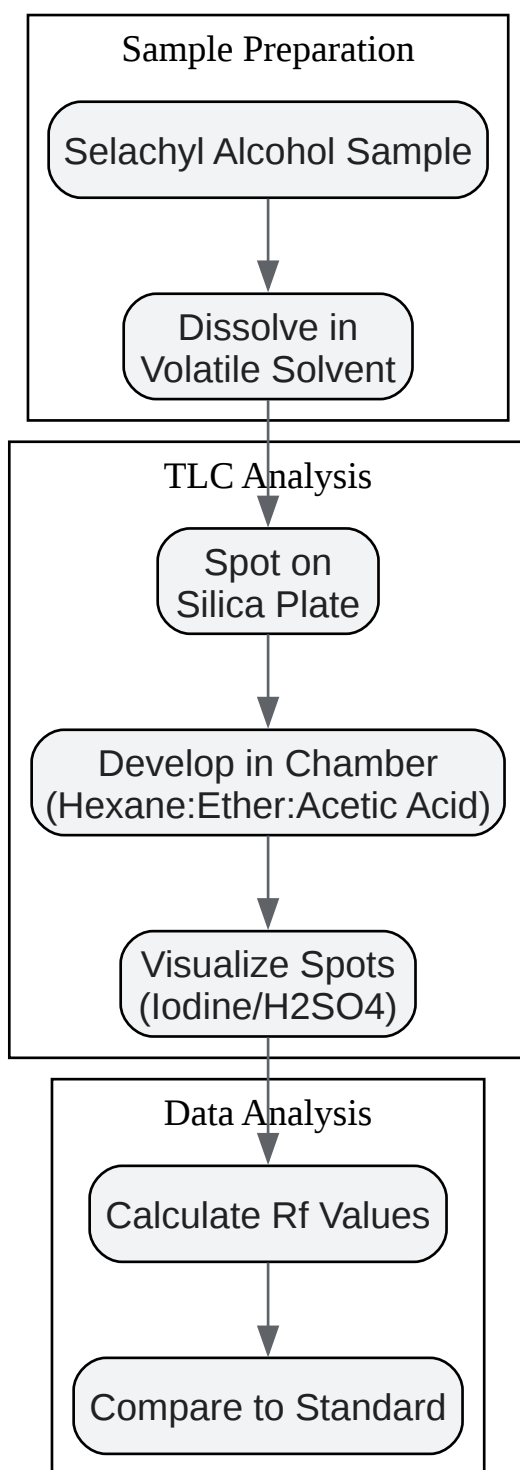 Sample Preparation
Selachyl Alcohol Sample
Dissolve in
Volatile Solvent
TLC Analysis
Spot on
Silica Plate
Develop in Chamber
(Hexane:Ether:Acetic Acid)
Visualize Spots
(Iodine/H2SO4)
Data Analysis
Calculate Rf Values
Compare to Standard